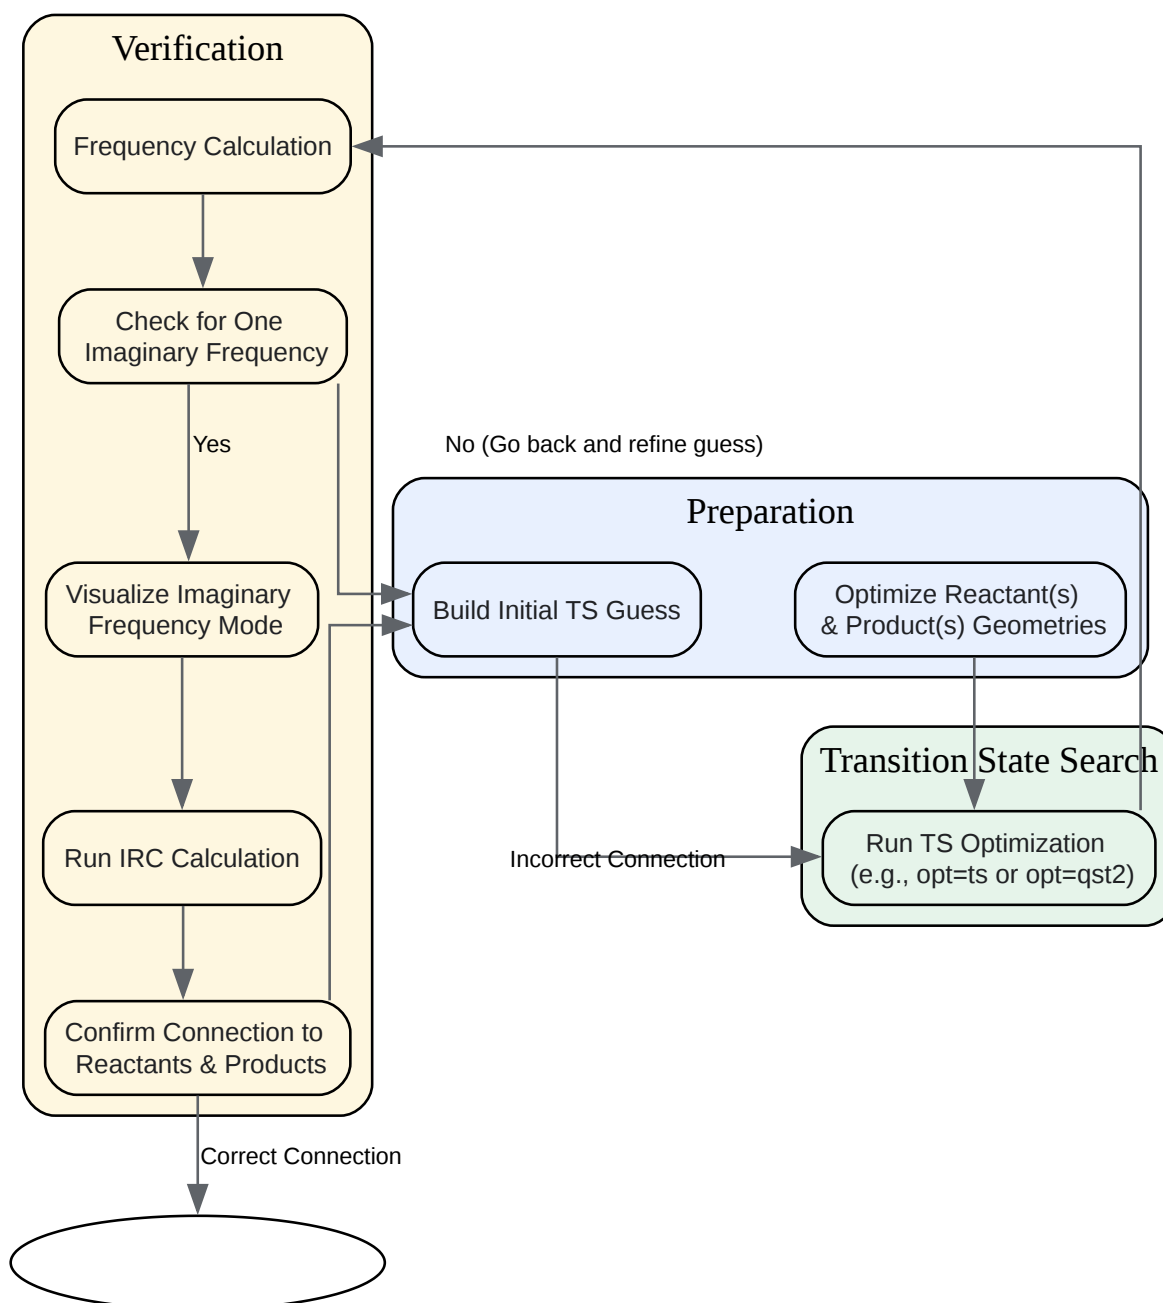 Verification
Frequency Calculation
Check for One
Imaginary Frequency
Yes
No (Go back and refine guess)
Preparation
Visualize Imaginary
Frequency Mode
Build Initial TS Guess
Optimize Reactant(s)
& Product(s) Geometries
Transition State Search
Run IRC Calculation
Incorrect Connection
Run TS Optimization
(e.g., opt=ts or opt=qst2)
Confirm Connection to
Reactants & Products
Correct Connection